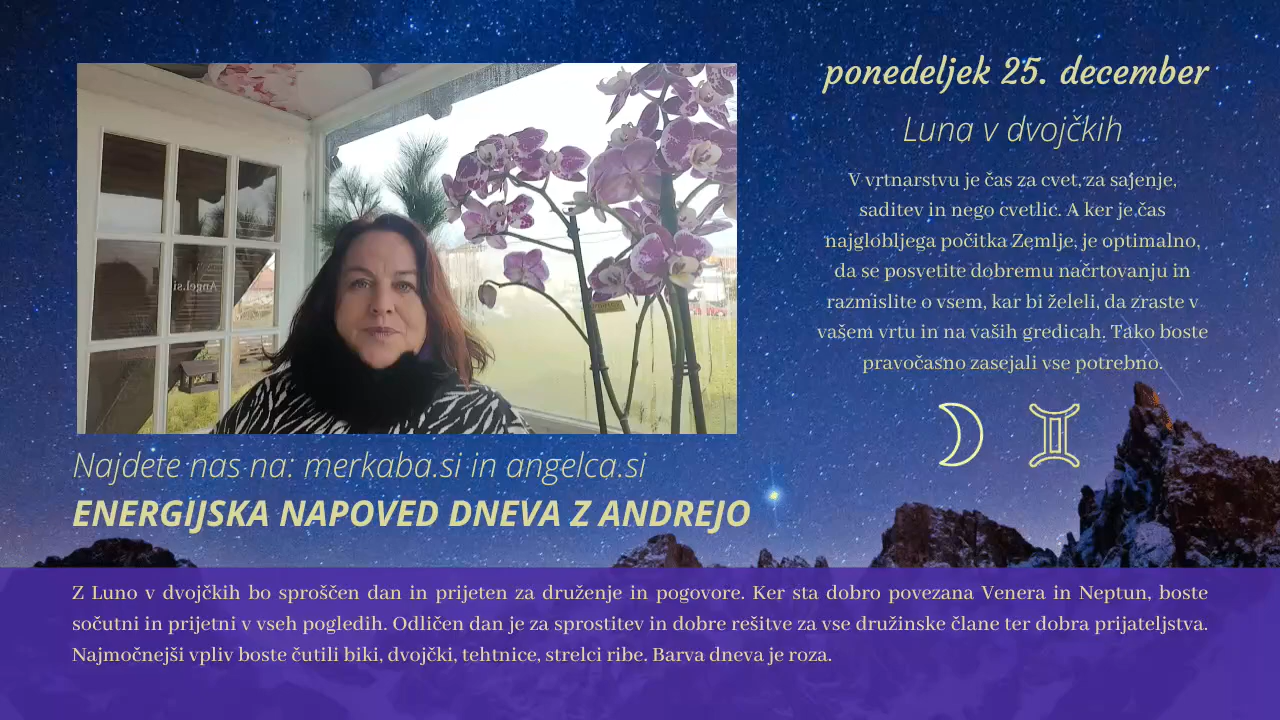 ponedeljek 25. december
Luna v dvojčkih
V vrtnarstvu je čas za cvet, za sajenje,
saditev in nego cvetlic. A ker je čas
najglobljega počitka Zemlje, je optimalno,
da se posvetite dobremu načrtovanju in
razmislite o vsem, kar bi želeli, da zraste v
vašem vrtu in na vaših gredicah. Tako boste
pravočasno zasejali vse potrebno.
Angel.si
Najdete nas na: merkaba.si in angelca.si
ENERGIJSKA NAPOVED DNEVA Z ANDREJO
Z Luno v dvojčkih bo sproščen dan in prijeten za druženje in pogovore. Ker sta dobro povezana Venera in Neptun, boste
sočutni in prijetni v vseh pogledih. Odličen dan je za sprostitev in dobre rešitve za vse družinske člane ter dobra prijateljstva.
Najmočnejši vpliv boste čutili biki, dvojčki, tehtnice, strelci ribe. Barva dneva je roza.